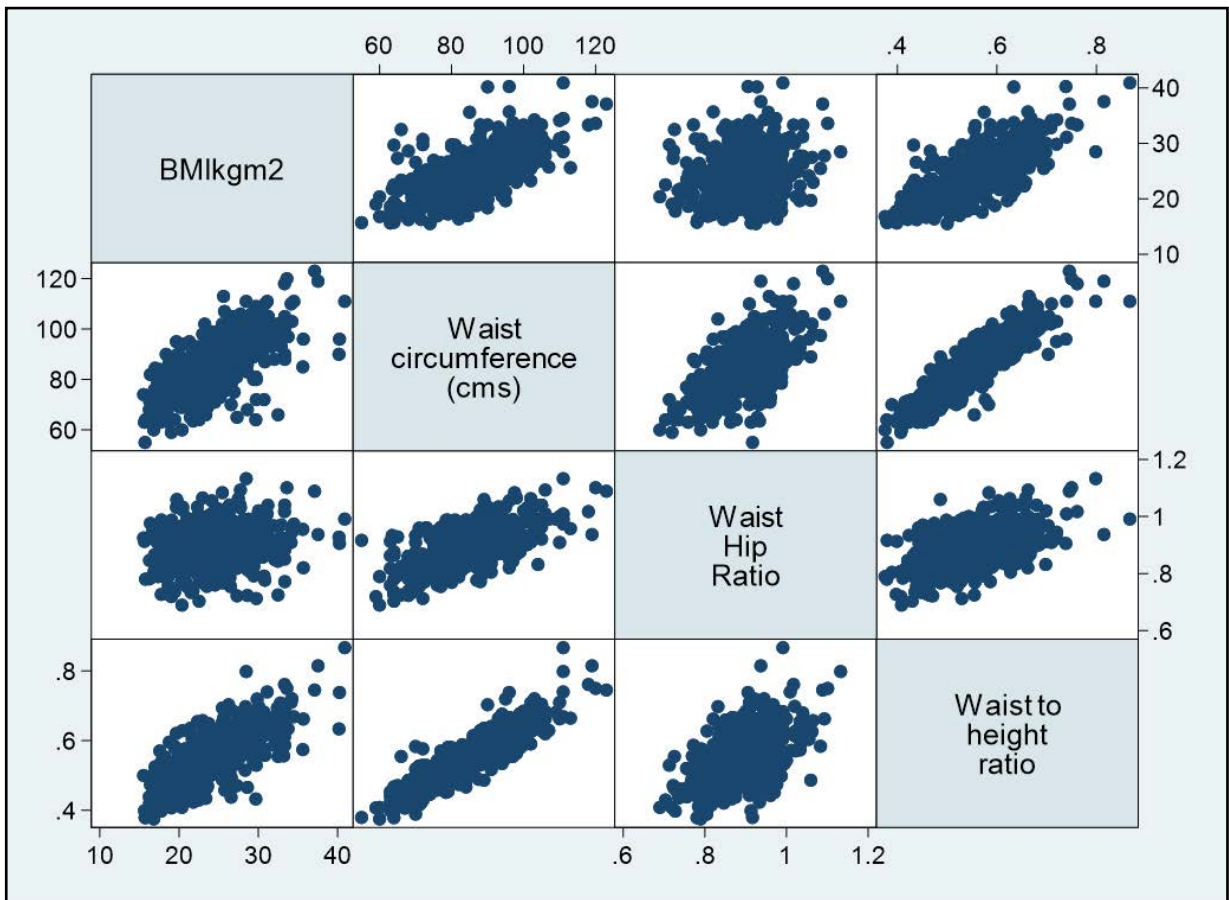 60 80 100 120
.4 .6 .8
BMIkgm2
40
30
20
10
120
100
80
60
Waist
circumference
(cms)
Waist
Hip
Ratio
1.2
1
.8
.6
.8
.6
.4
Waist to
height
ratio
10 20 30 40
.6 .8 1 1.2